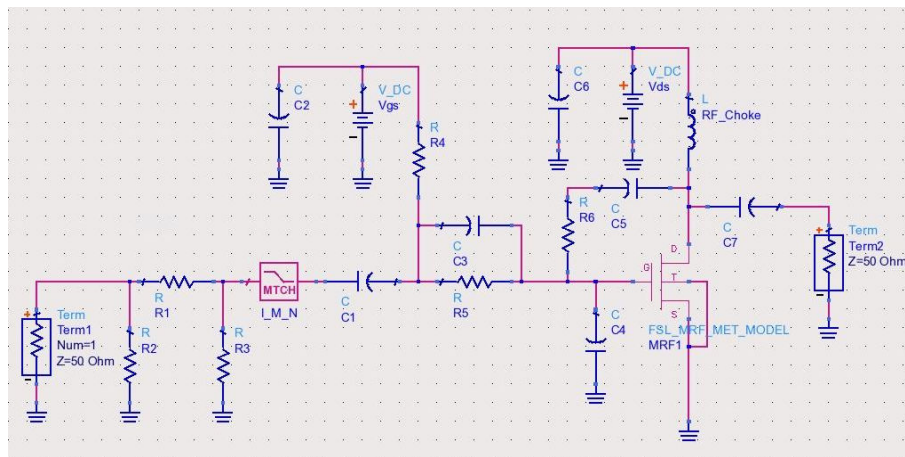 C
C2
V_DC
Vgs
+
-
R
R4
C
C6
V_DC
Vds
+
-
L
RF_Choke
C
C5
R
R6
C
C3
C
C7
R
R5
C
C1
MTCH
I_M_N
R
R1
R
R2
R
R3
+
-
Term
Term1
Num=1
Z=50 Ohm
C
C4
G
D
T
S
FSL_MRF_MET_MODEL
MRF1
+
-
Term
Term2
Z=50 Ohm